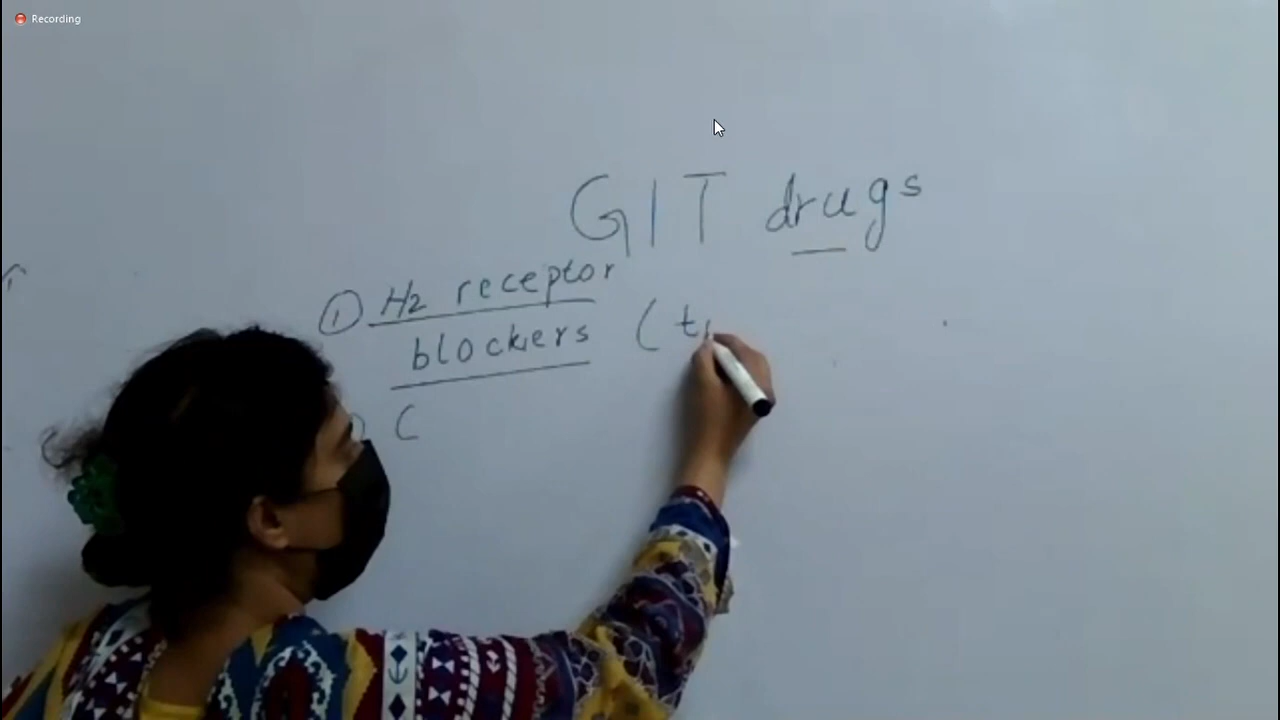 Recording
GIT drugs
① H2 receptor
blockers (
C